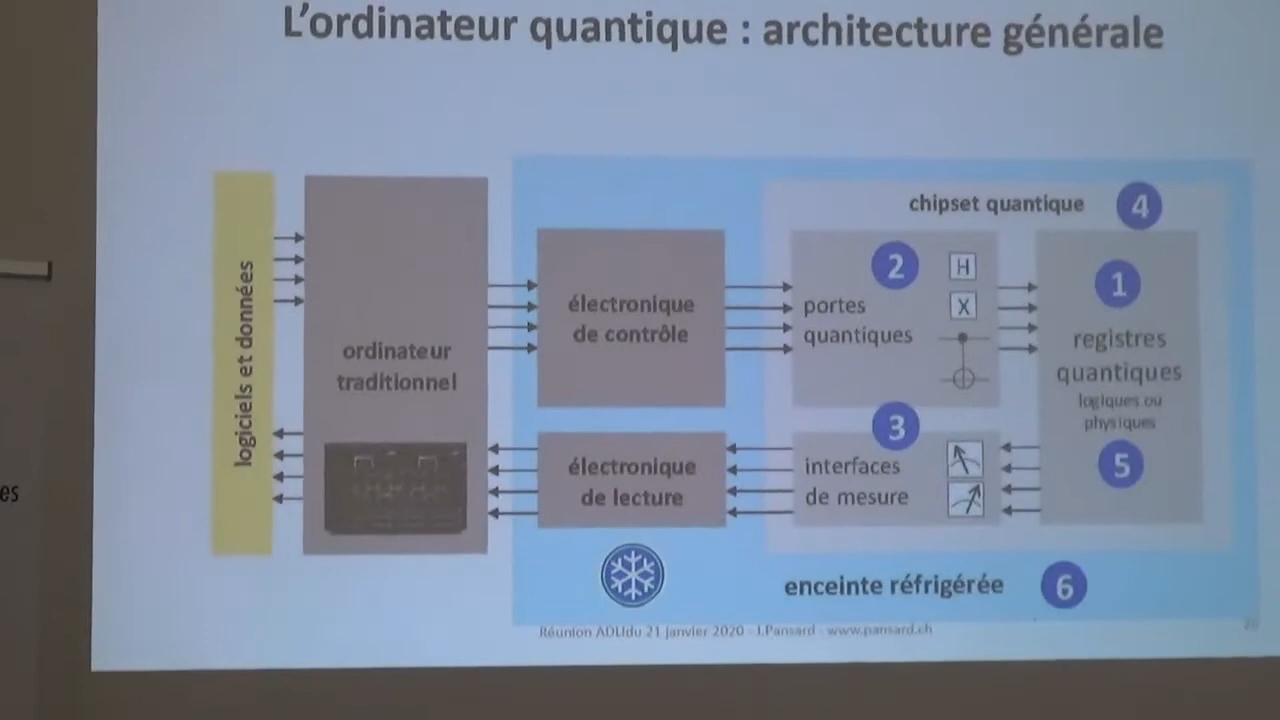 L'ordinateur quantique : architecture générale
chipset quantique 4
logiciels et données
ordinateur
traditionnel
électronique
de contrôle
2
portes
quantiques
H
X
1
registres
quantiques
logiques ou
physiques
5
électronique
de lecture
3
interfaces
de mesure
enceinte réfrigérée 6
es
Réunion ADLIdu 21 janvier 2020 - J.Pansard - www.pansard.ch